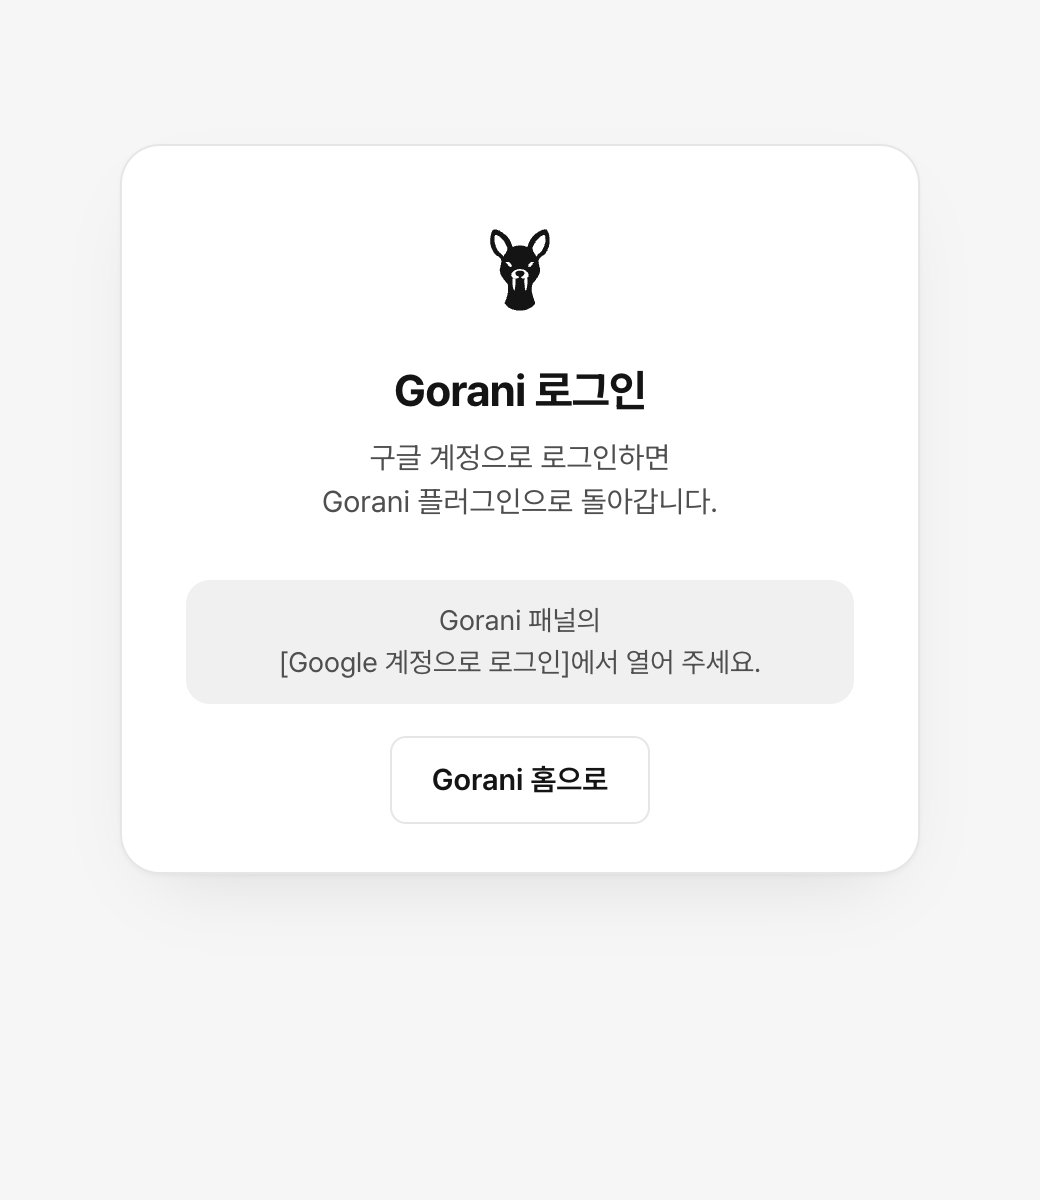 Gorani 로그인
구글 계정으로 로그인하면
Gorani 플러그인으로 돌아갑니다.
Gorani 패널의
[Google 계정으로 로그인]에서 열어 주세요.
Gorani 홈으로